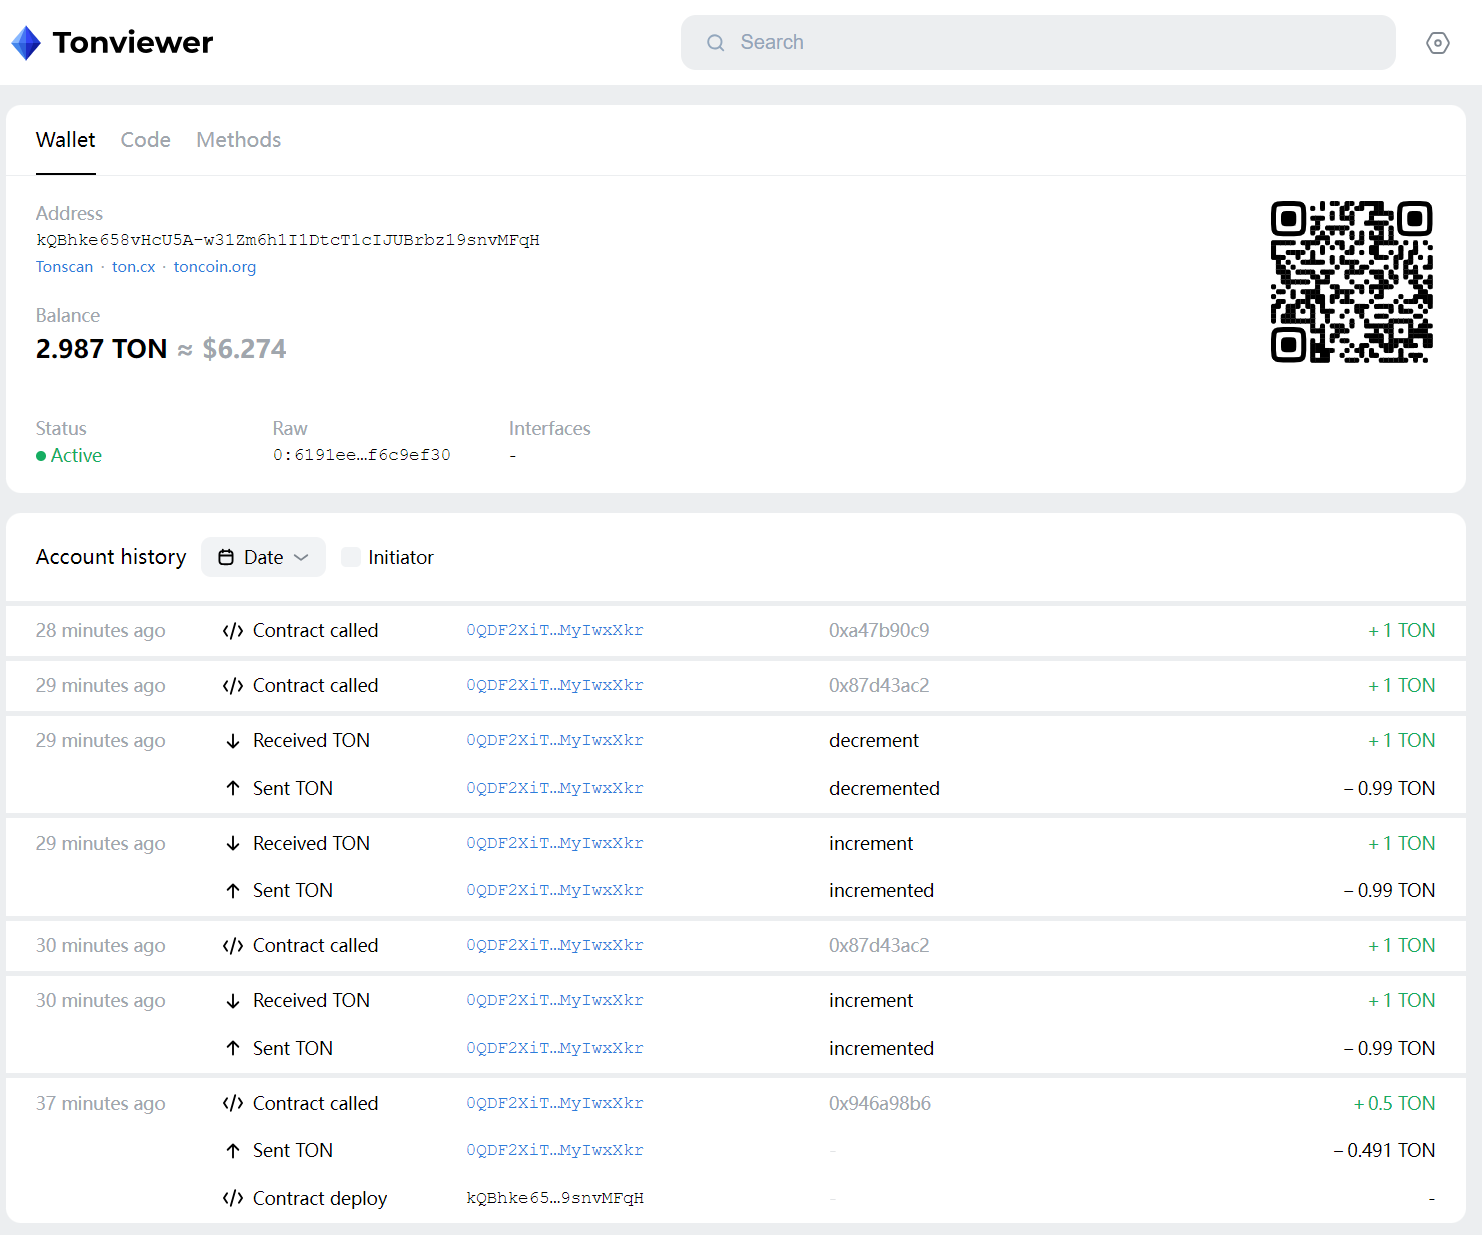 Tonviewer
Search
Wallet Code Methods
Address
kQBhke658vHcU5A-w31Zm6h1I1DtcT1cIJUBrbz19snvMFqH
Tonscan · ton.cx · toncoin.org
Balance
2.987 TON ≈ $6.274
Status Raw Interfaces
Active 0:6191ee…f6c9ef30 -
Account history Date Initiator
28 minutes ago </> Contract called 0QDF2XiT…MyIwxXkr 0xa47b90c9 + 1 TON
29 minutes ago </> Contract called 0QDF2XiT…MyIwxXkr 0x87d43ac2 + 1 TON
29 minutes ago ↓ Received TON 0QDF2XiT…MyIwxXkr decrement + 1 TON
↑ Sent TON 0QDF2XiT…MyIwxXkr decremented − 0.99 TON
29 minutes ago ↓ Received TON 0QDF2XiT…MyIwxXkr increment + 1 TON
↑ Sent TON 0QDF2XiT…MyIwxXkr incremented − 0.99 TON
30 minutes ago </> Contract called 0QDF2XiT…MyIwxXkr 0x87d43ac2 + 1 TON
30 minutes ago ↓ Received TON 0QDF2XiT…MyIwxXkr increment + 1 TON
↑ Sent TON 0QDF2XiT…MyIwxXkr incremented − 0.99 TON
37 minutes ago </> Contract called 0QDF2XiT…MyIwxXkr 0x946a98b6 + 0.5 TON
↑ Sent TON 0QDF2XiT…MyIwxXkr - − 0.491 TON
</> Contract deploy kQBhke65…9snvMFqH - -